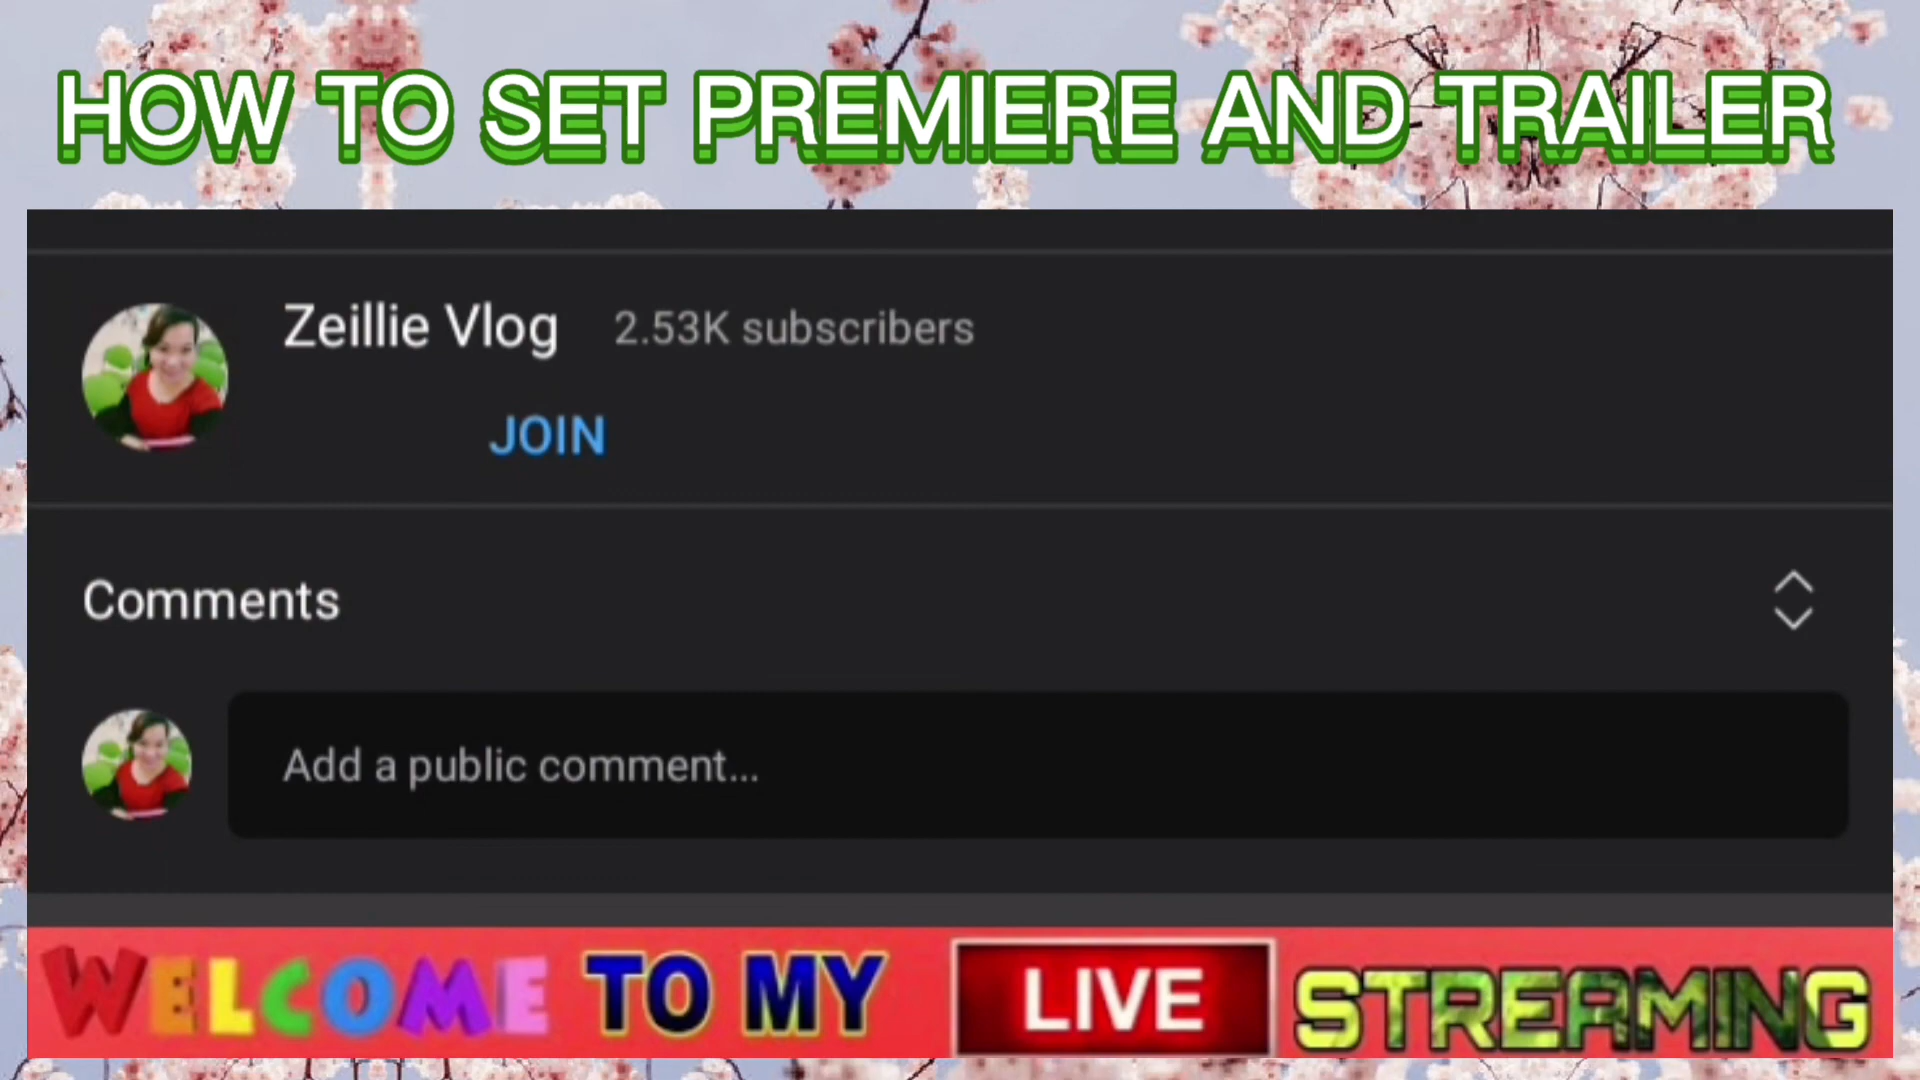 HOW TO SET PREMIERE AND TRAILER
Zeillie Vlog 2.53K subscribers
JOIN
Comments
Add a public comment...
WELCOME TO MY LIVE STREAMING